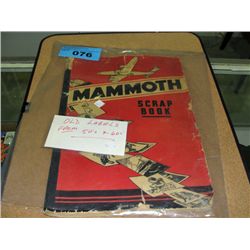 076
MAMMOTH
SCRAP
BOOK
OLD LABELS
FROM 50's & 60's